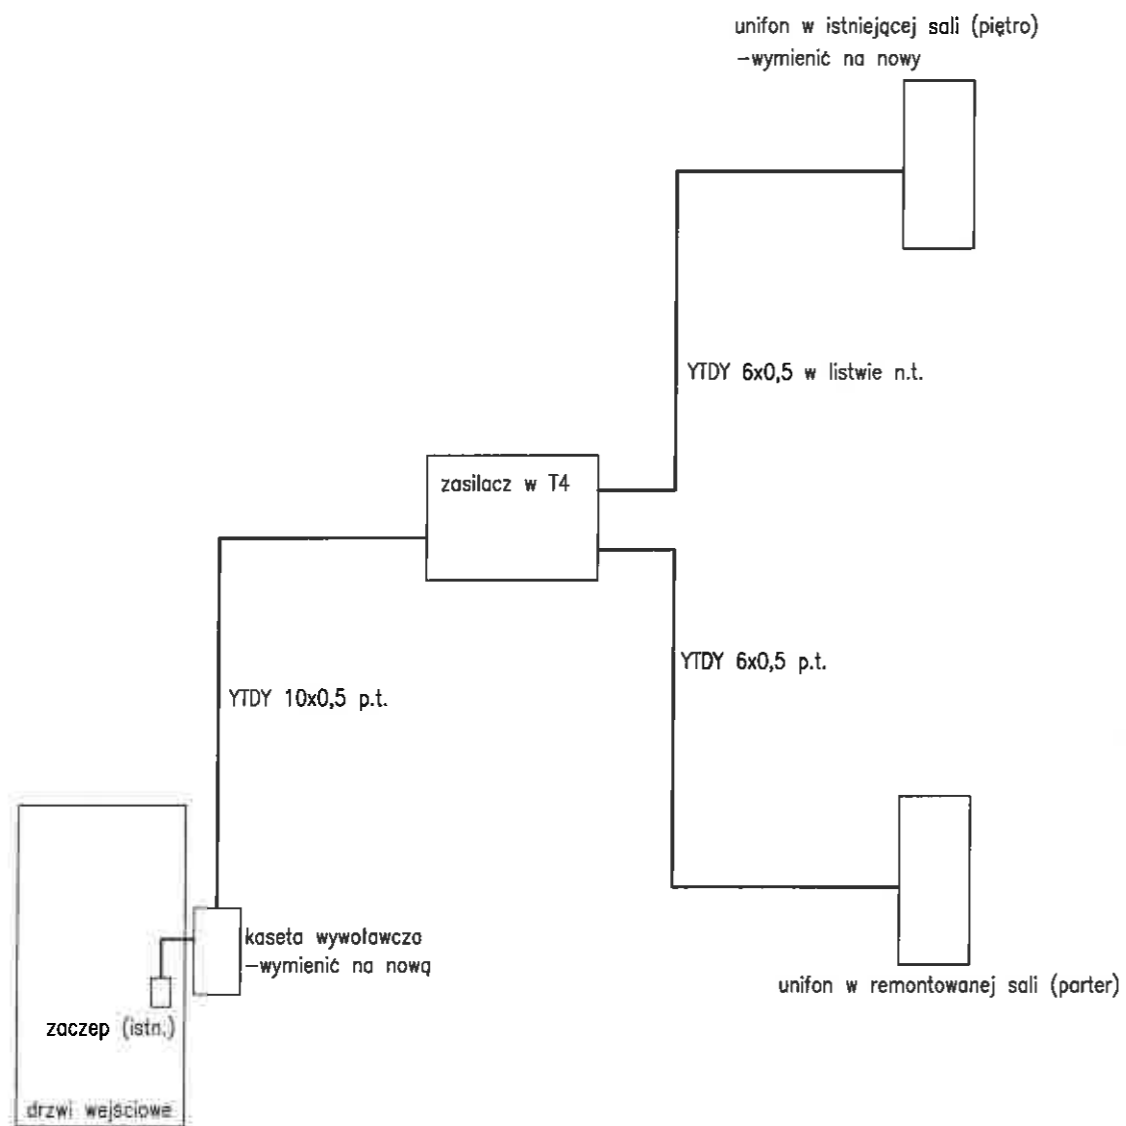 unifon w istniejącej sali (piętro)
–wymienić na nowy
YTDY 6x0,5 w listwie n.t.
zasilacz w T4
YTDY 6x0,5 p.t.
YTDY 10x0,5 p.t.
kaseta wywoławcza
–wymienić na nową
unifon w remontowanej sali (parter)
zaczep (istn.)
drzwi wejściowe